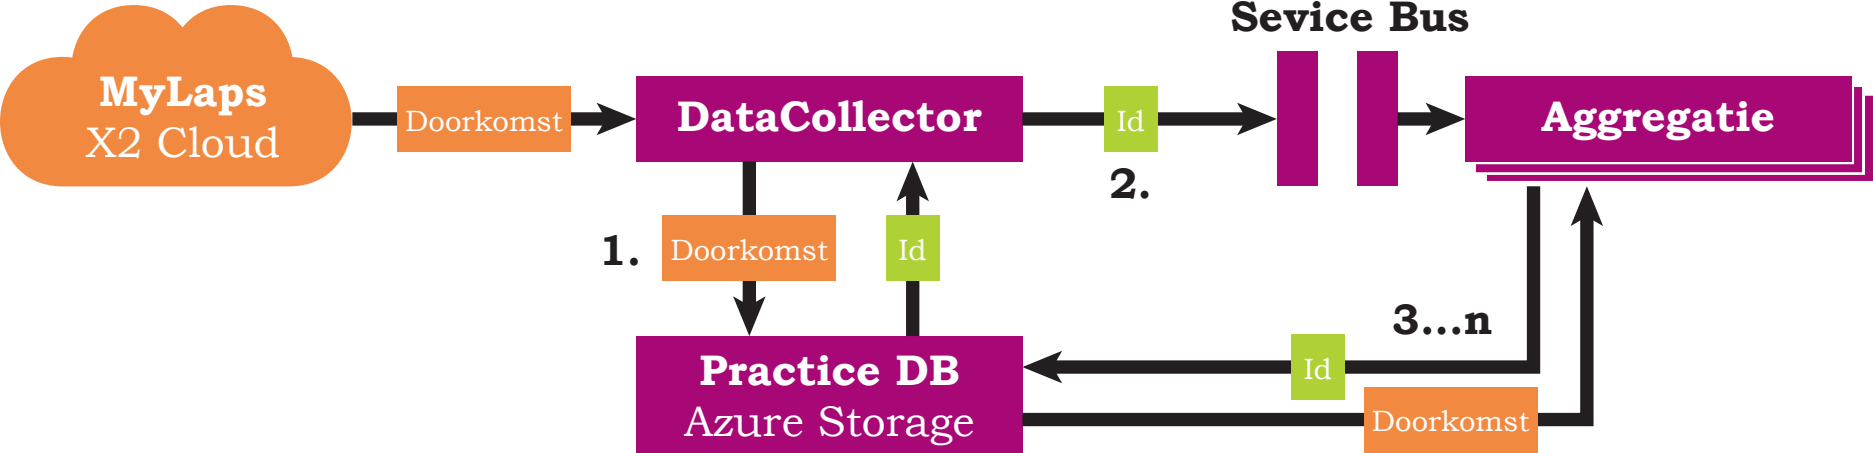 Sevice Bus
MyLaps
X2 Cloud
Doorkomst
DataCollector
Id
Aggregatie
2.
1.
Doorkomst
Id
3...n
Practice DB
Azure Storage
Id
Doorkomst